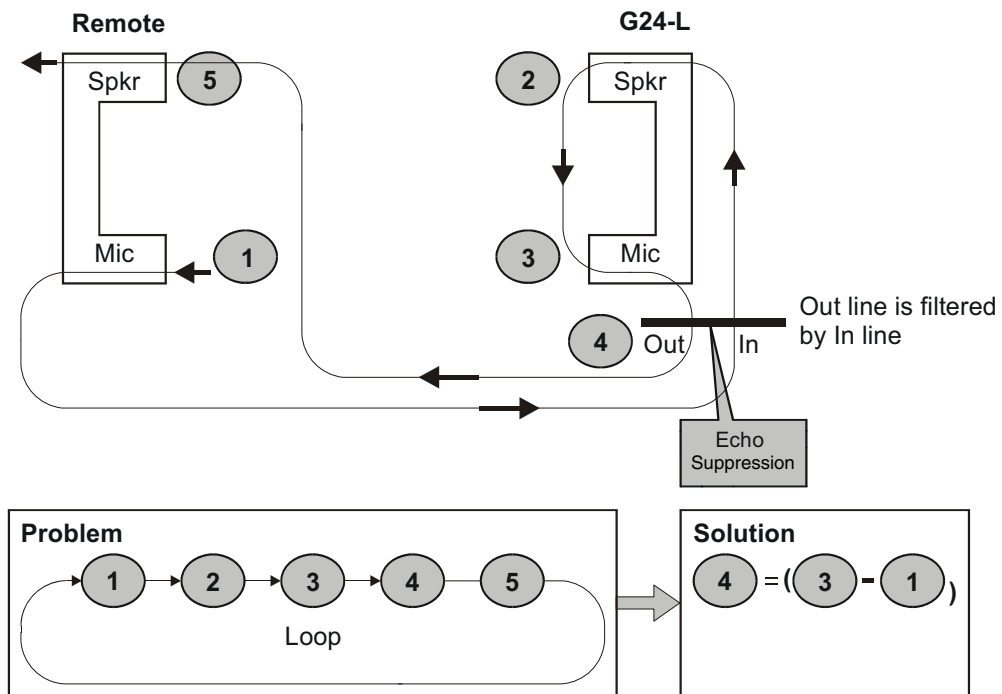 Remote
G24-L
Spkr
5
2
Spkr
Mic
1
3
Mic
Out line is filtered
by In line
4
Out
In
Echo
Suppression
Problem
1
2
3
4
5
Loop
Solution
4 = ( 3 - 1 )